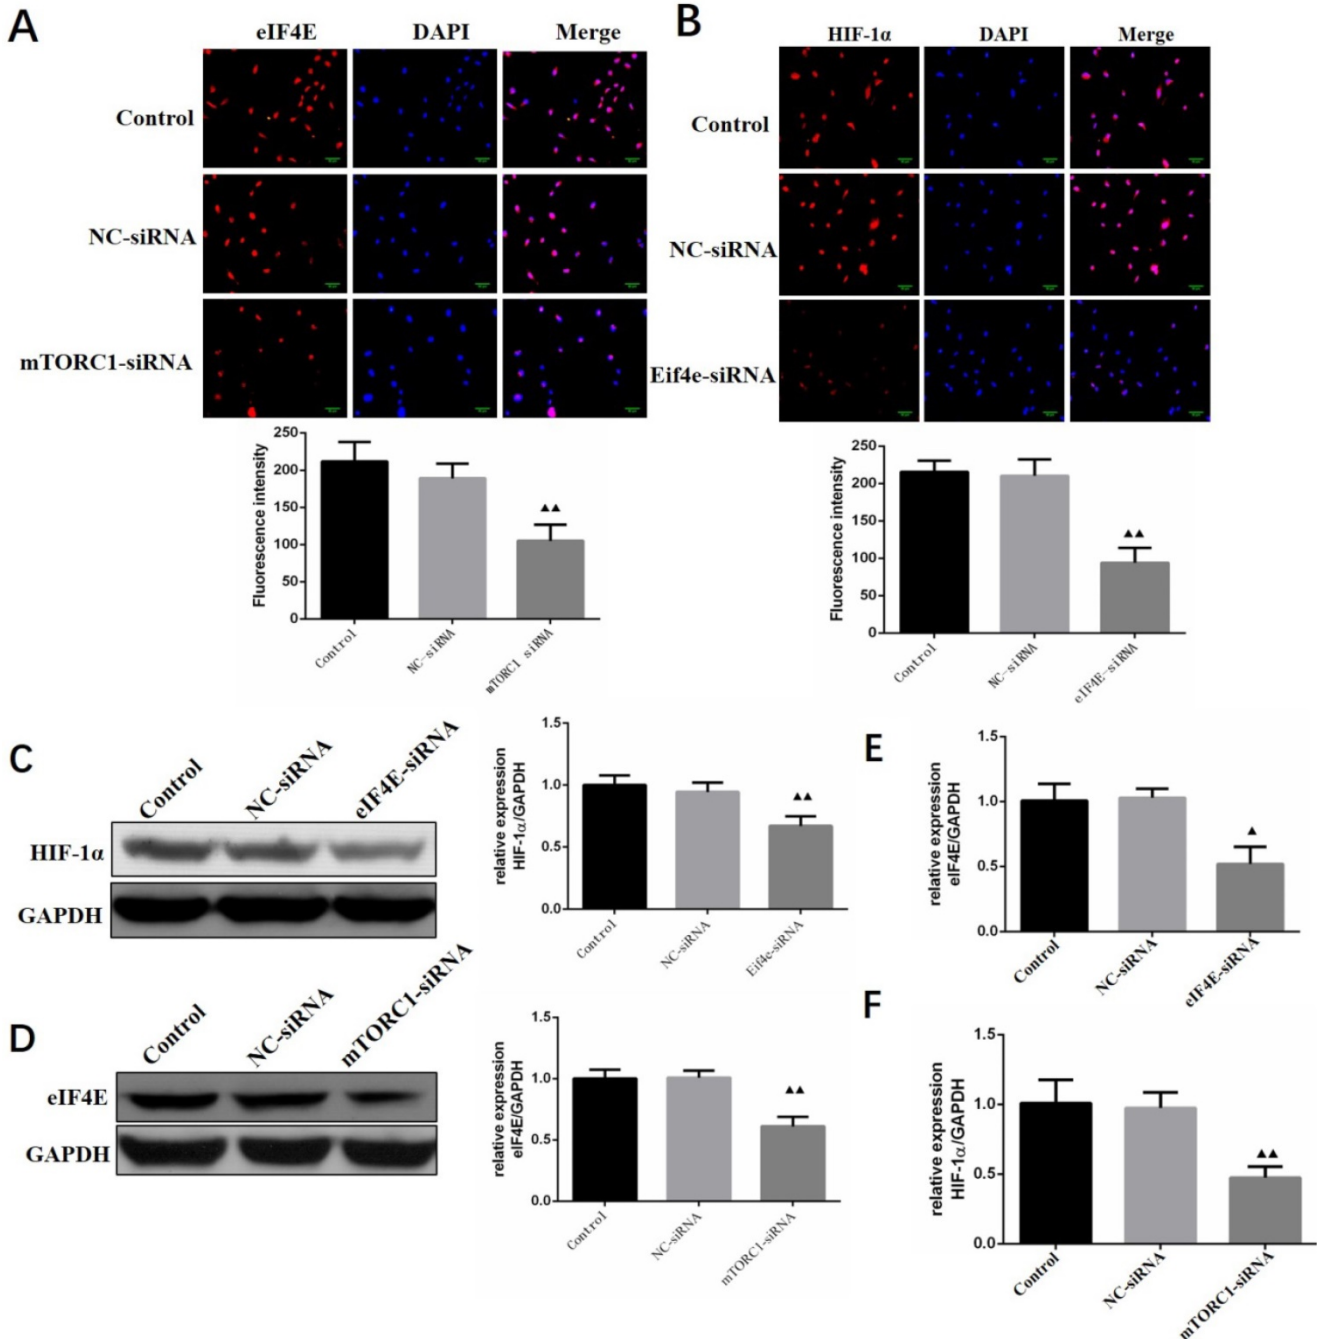 A
eIF4E DAPI Merge
Control
NC-siRNA
mTORC1-siRNA
Fluorescence intensity
250
200
150
100
50
0
▲▲
Control
NC-siRNA
mTORC1 siRNA
B
HIF-1α DAPI Merge
Control
NC-siRNA
Eif4e-siRNA
Fluorescence intensity
250
200
150
100
50
0
▲▲
Control
NC-siRNA
eIF4E-siRNA
C
Control
NC-siRNA
eIF4E-siRNA
HIF-1α
GAPDH
relative expression
HIF-1α/GAPDH
1.5
1.0
0.5
0.0
▲▲
Control
NC-siRNA
Eif4e-siRNA
D
Control
NC-siRNA
mTORC1-siRNA
eIF4E
GAPDH
relative expression
eIF4E/GAPDH
1.5
1.0
0.5
0.0
▲▲
Control
NC-siRNA
mTORC1-siRNA
E
relative expression
eIF4E/GAPDH
1.5
1.0
0.5
0.0
▲
Control
NC-siRNA
eIF4E-siRNA
F
relative expression
HIF-1α/GAPDH
1.5
1.0
0.5
0.0
▲▲
Control
NC-siRNA
mTORC1-siRNA